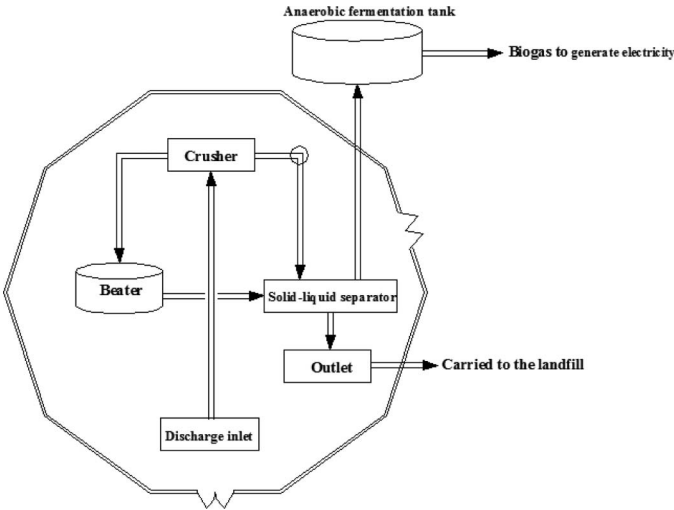 Anaerobic fermentation tank
Biogas to generate electricity
Crusher
Beater
Solid-liquid separator
Outlet
Carried to the landfill
Discharge inlet